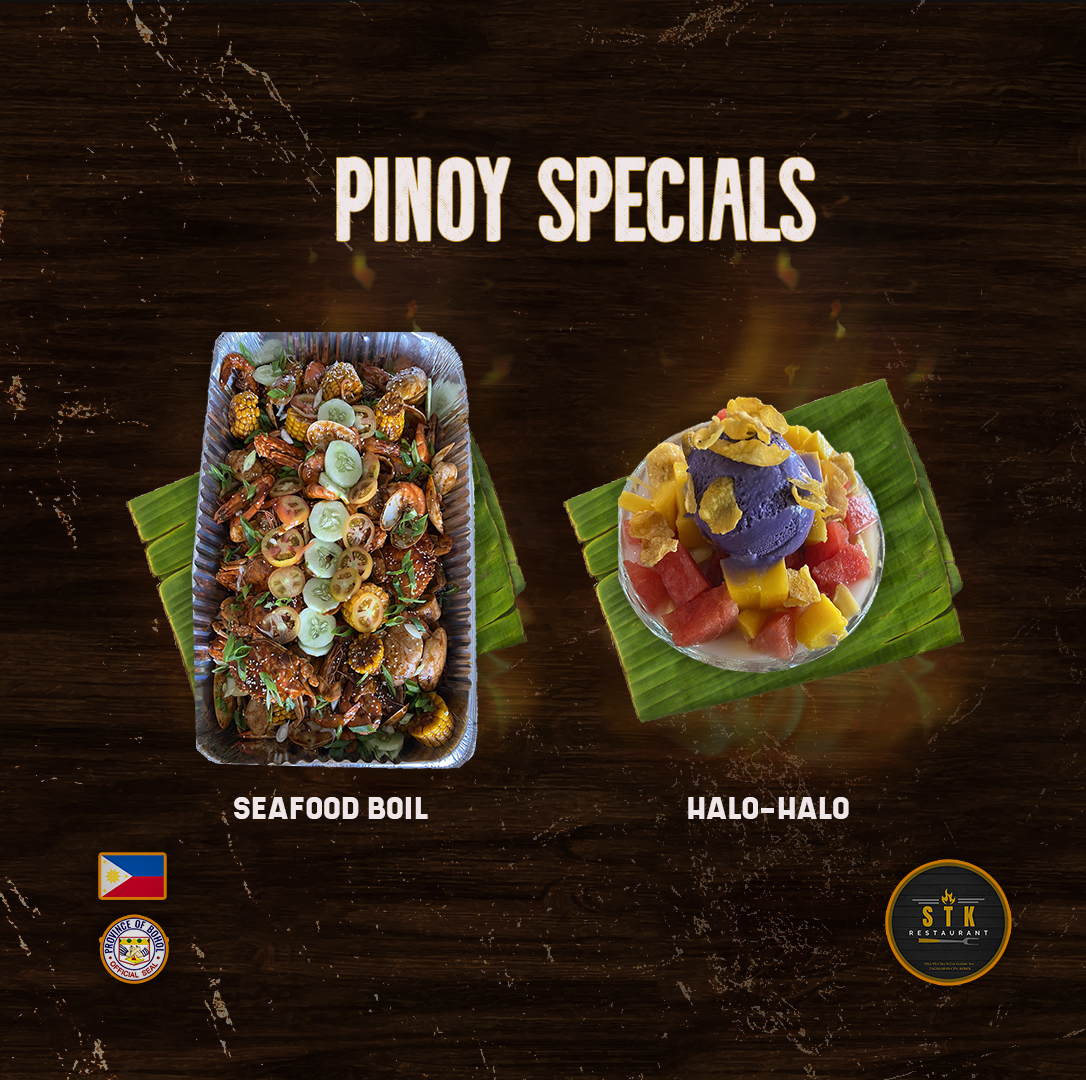 PINOY SPECIALS
SEAFOOD BOIL
HALO-HALO
PROVINCE OF BOHOL
OFFICIAL SEAL
STK
RESTAURANT